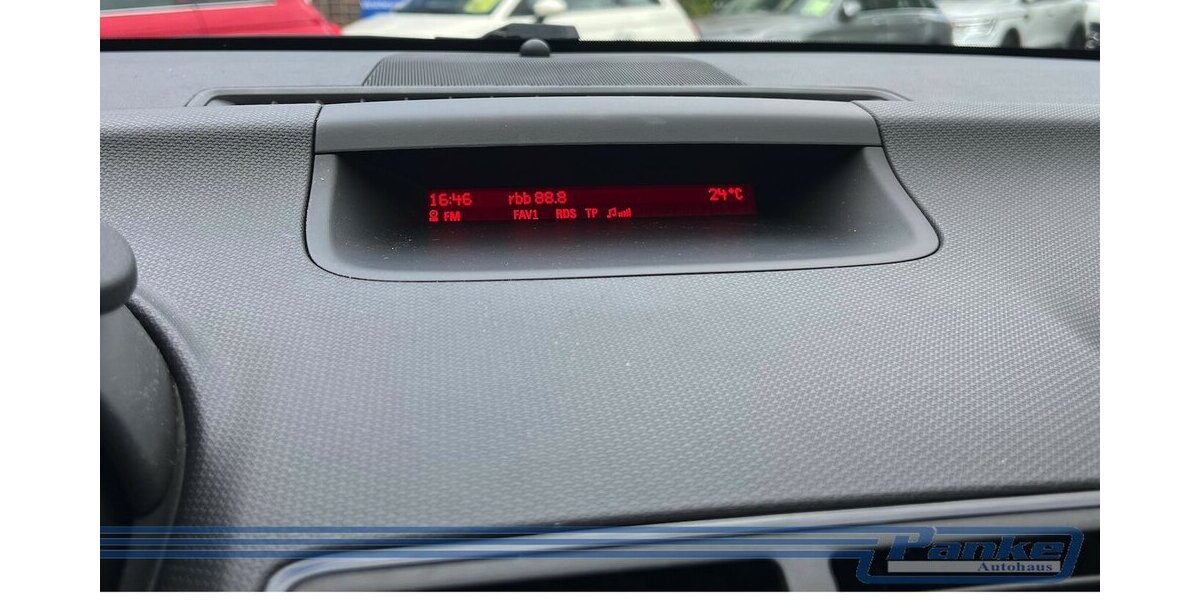 16:46 rbb 88.8 24°C
FM FAV1 RDS TP
Panke
Autohaus